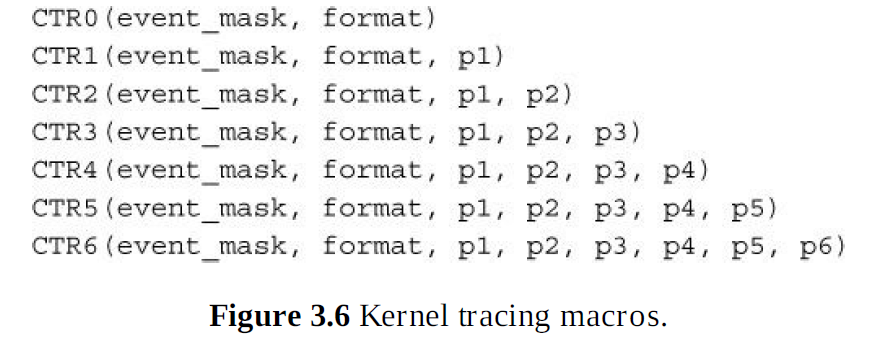 CTR0(event_mask, format)
CTR1(event_mask, format, p1)
CTR2(event_mask, format, p1, p2)
CTR3(event_mask, format, p1, p2, p3)
CTR4(event_mask, format, p1, p2, p3, p4)
CTR5(event_mask, format, p1, p2, p3, p4, p5)
CTR6(event_mask, format, p1, p2, p3, p4, p5, p6)
Figure 3.6 Kernel tracing macros.